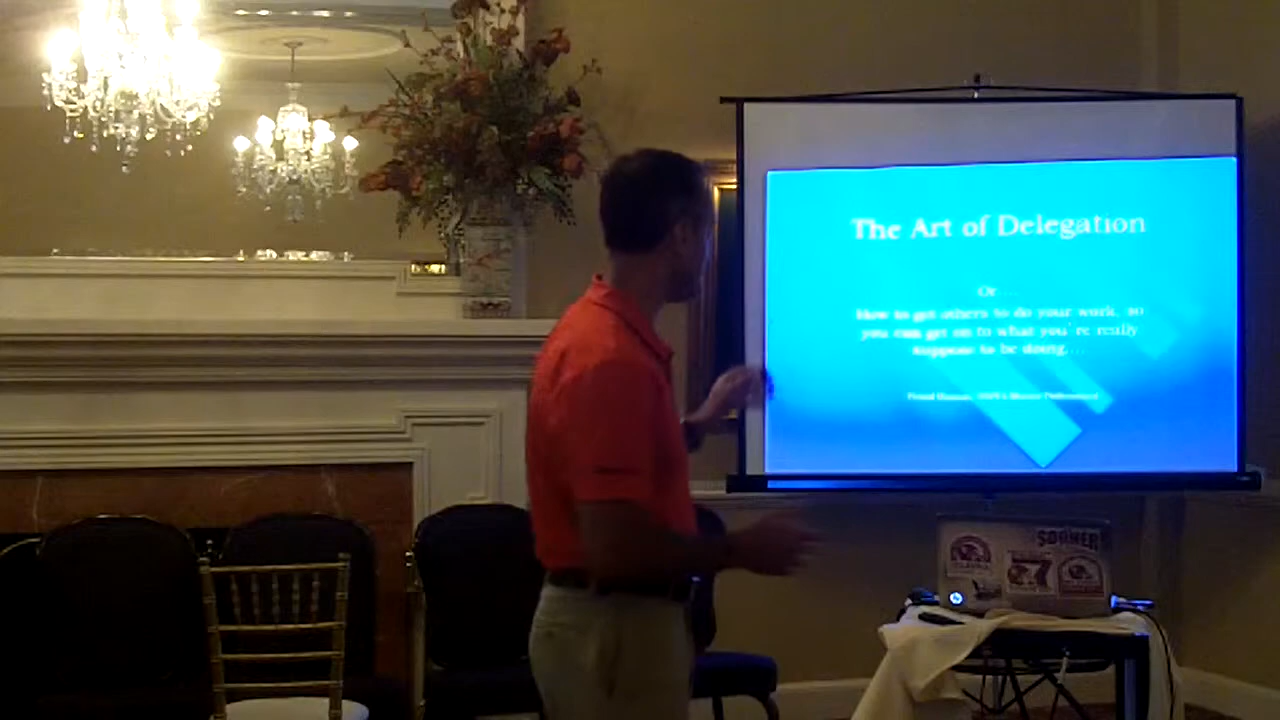 The Art of Delegation
Or....
How to get others to do your work, so
you can get on to what you're really
suppose to be doing....
SOONER